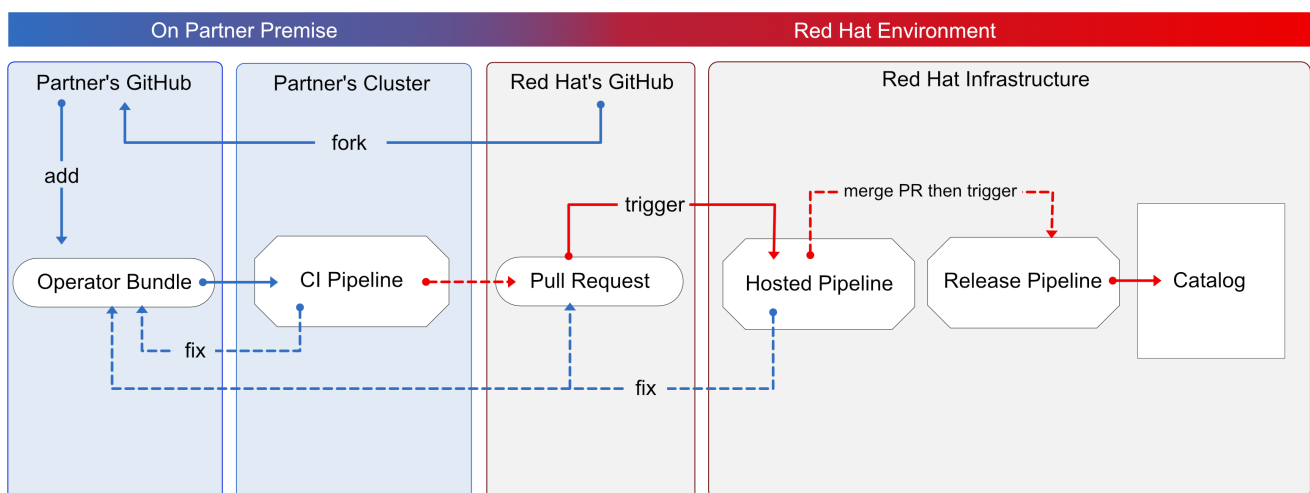 On Partner Premise
Red Hat Environment
Partner's GitHub
Partner's Cluster
Red Hat's GitHub
Red Hat Infrastructure
fork
add
merge PR then trigger
trigger
Operator Bundle
CI Pipeline
Pull Request
Hosted Pipeline
Release Pipeline
Catalog
fix
fix